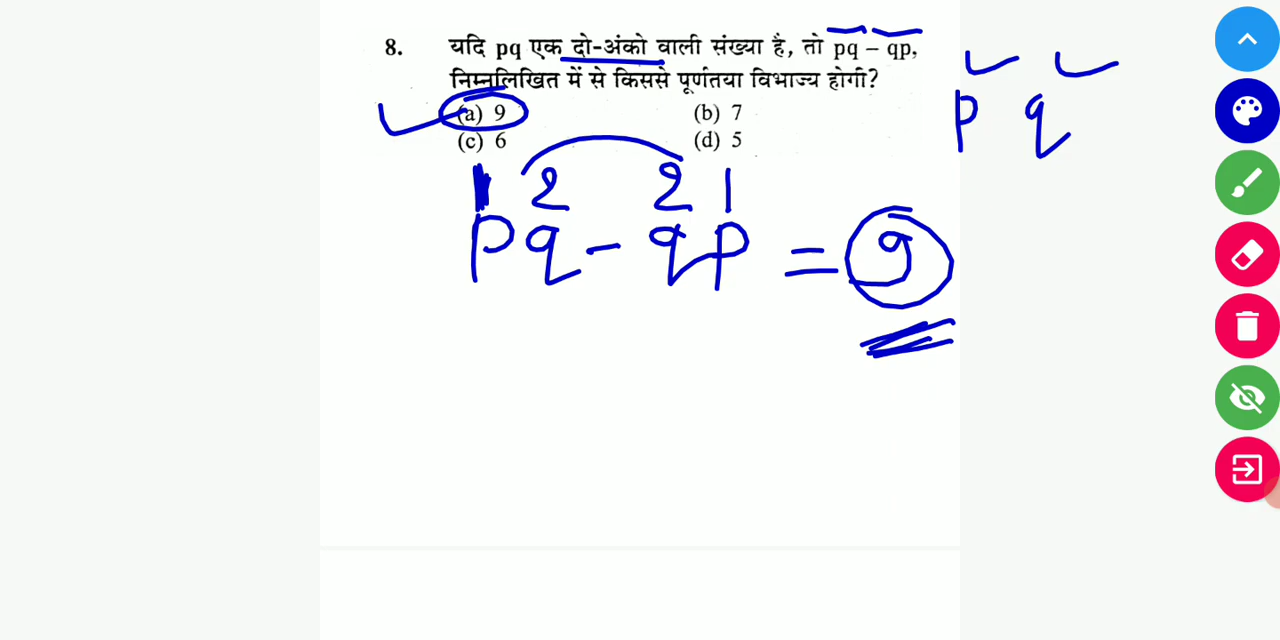 8. यदि pq एक दो-अंको वाली संख्या है, तो pq – qp,
निम्नलिखित में से किससे पूर्णतया विभाज्य होगी?
(a) 9 (b) 7
(c) 6 (d) 5
p q
1 2 2 1
pq - qp = 9